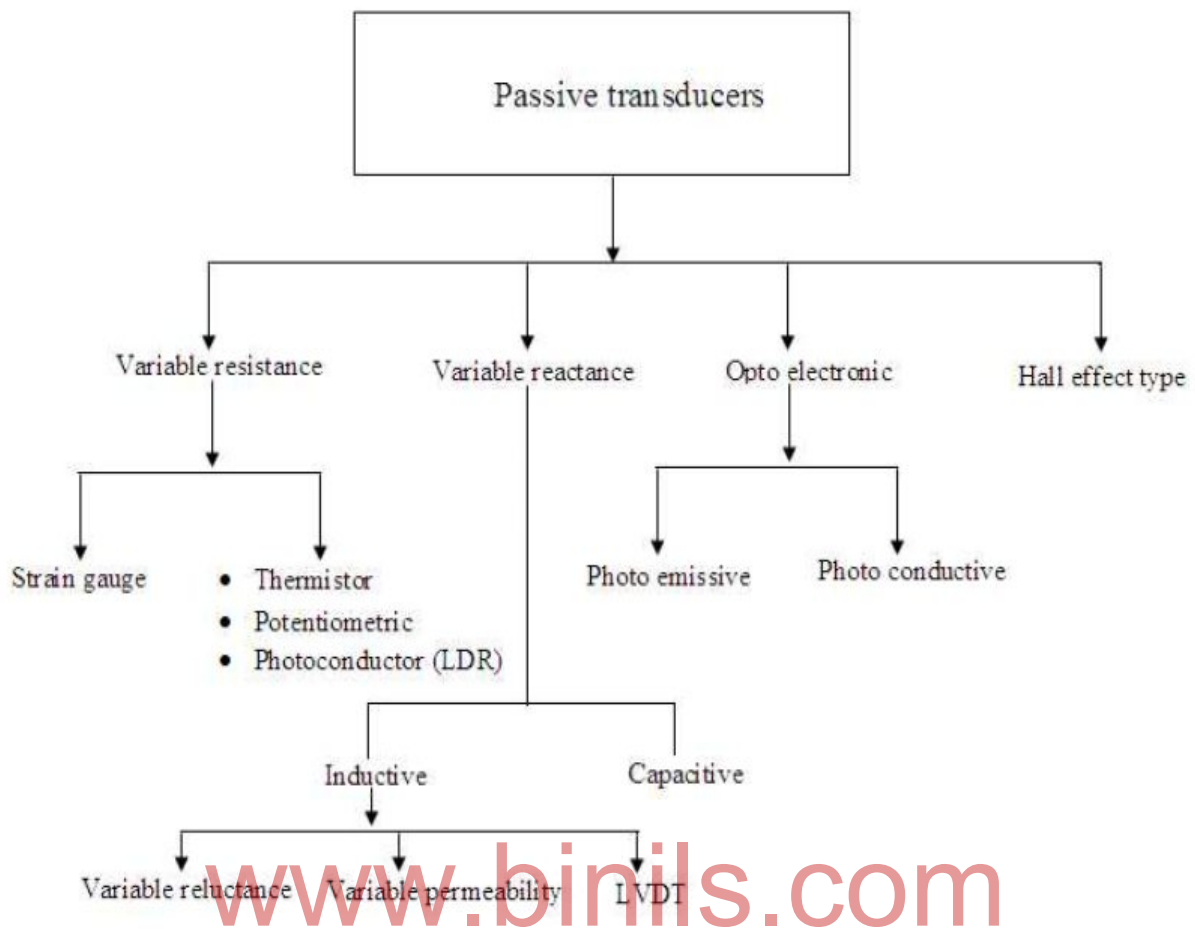 Passive transducers
Variable resistance
Variable reactance
Opto electronic
Hall effect type
Strain gauge
• Thermistor
• Potentiometric
• Photoconductor (LDR)
Photo emissive
Photo conductive
Inductive
Capacitive
Variable reluctance
Variable permeability
LVDT
www.binils.com